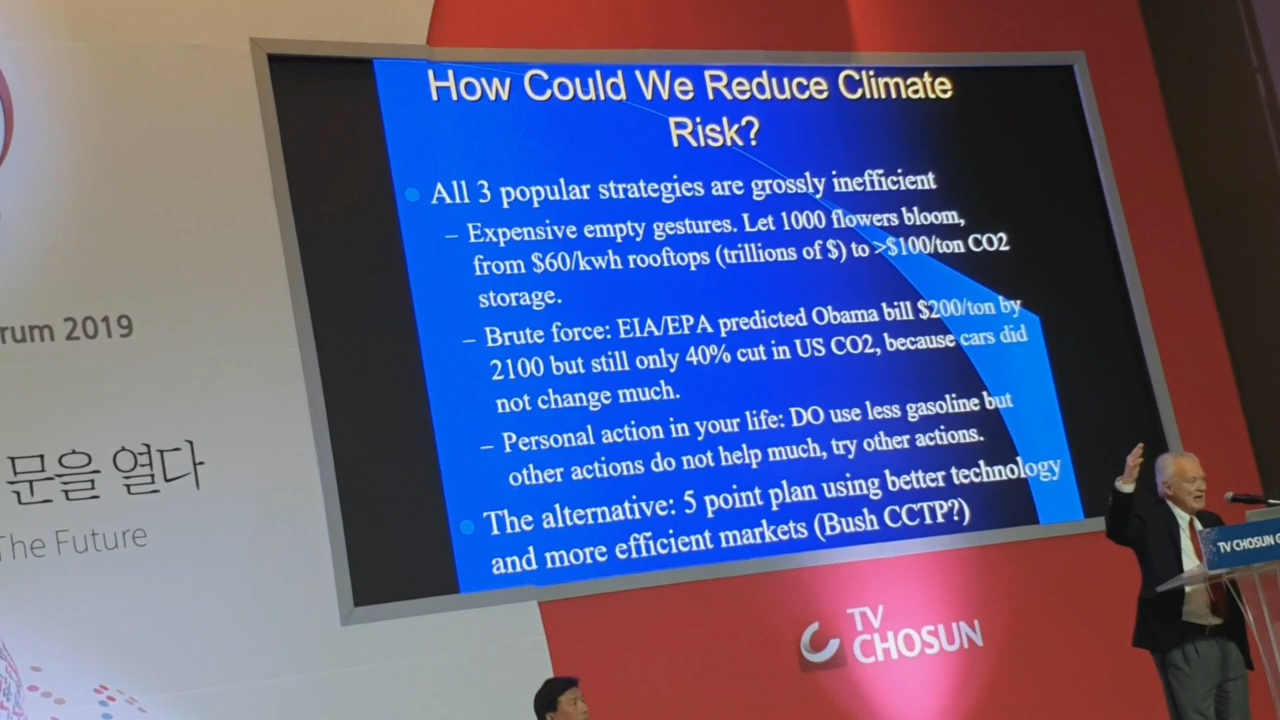 How Could We Reduce Climate
Risk?
All 3 popular strategies are grossly inefficient
– Expensive empty gestures. Let 1000 flowers bloom,
from $60/kwh rooftops (trillions of $) to >$100/ton CO2
storage.
– Brute force: EIA/EPA predicted Obama bill $200/ton by
2100 but still only 40% cut in US CO2, because cars did
not change much.
– Personal action in your life: DO use less gasoline but
other actions do not help much, try other actions.
The alternative: 5 point plan using better technology
and more efficient markets (Bush CCTP?)
rum 2019
문을 열다
The Future
TV
CHOSUN
TV CHOSUN G